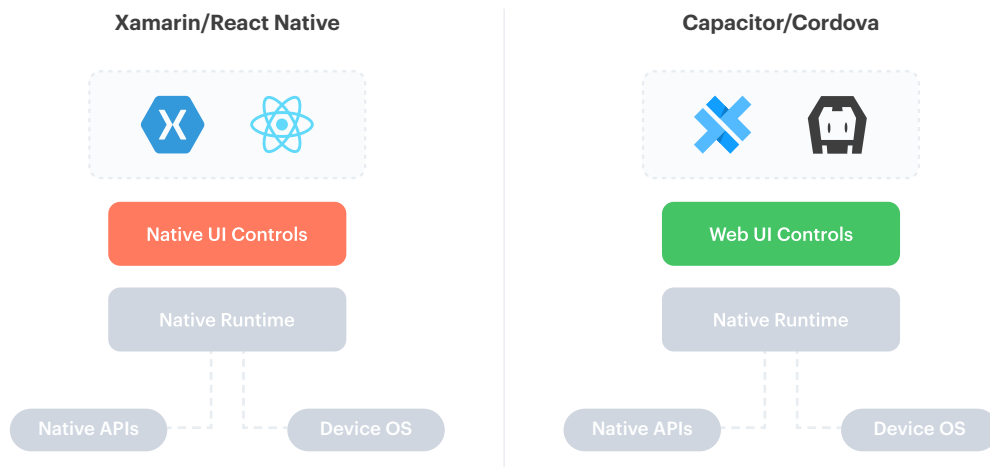 Xamarin/React Native
Native UI Controls
Native Runtime
Native APIs
Device OS
Capacitor/Cordova
Web UI Controls
Native Runtime
Native APIs
Device OS